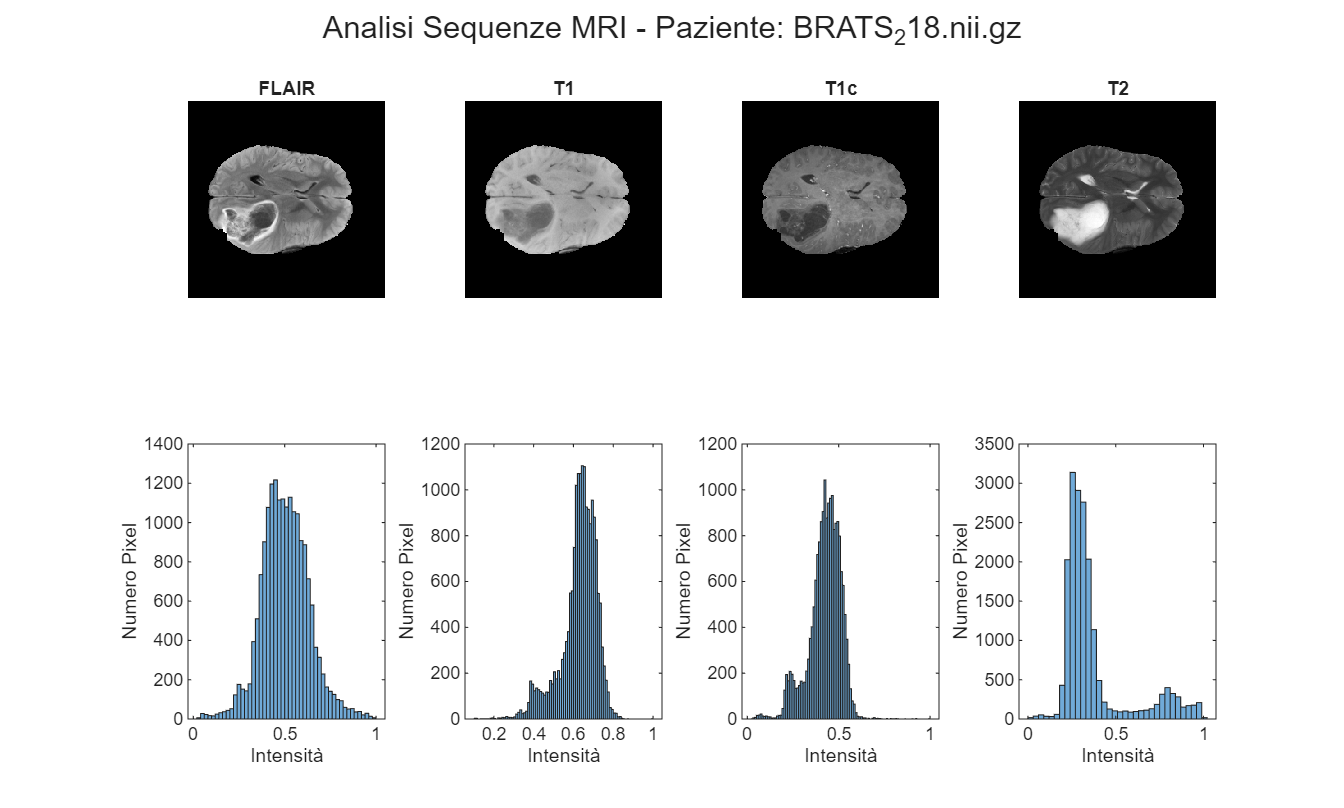 Analisi Sequenze MRI - Paziente: BRATS₂18.nii.gz
FLAIR
T1
T1c
T2
1400
1200
1000
800
600
400
200
0
Numero Pixel
0 0.5 1
Intensità
1200
1000
800
600
400
200
0
Numero Pixel
0.2 0.4 0.6 0.8 1
Intensità
1200
1000
800
600
400
200
0
Numero Pixel
0 0.5 1
Intensità
3500
3000
2500
2000
1500
1000
500
0
Numero Pixel
0 0.5 1
Intensità